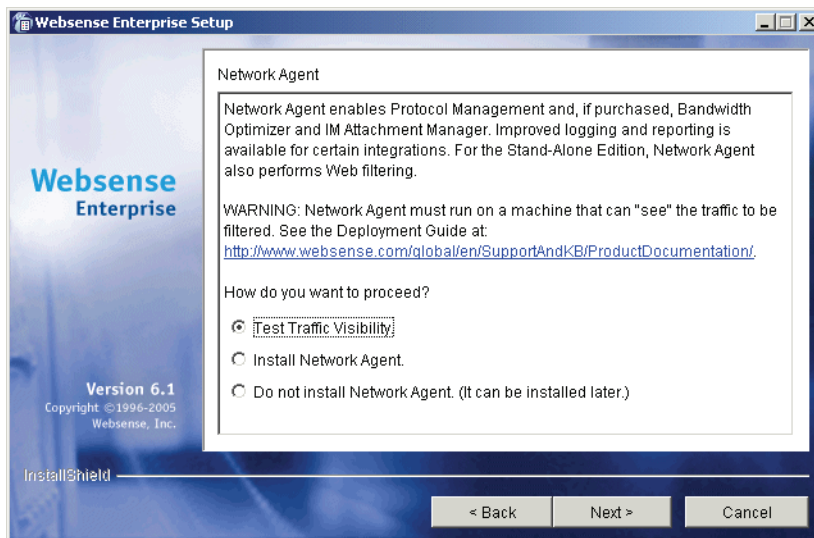 Websense Enterprise Setup
Network Agent
Network Agent enables Protocol Management and, if purchased, Bandwidth
Optimizer and IM Attachment Manager. Improved logging and reporting is
available for certain integrations. For the Stand-Alone Edition, Network Agent
also performs Web filtering.
WARNING: Network Agent must run on a machine that can "see" the traffic to be
filtered. See the Deployment Guide at:
http://www.websense.com/global/en/SupportAndKB/ProductDocumentation/.
How do you want to proceed?
Test Traffic Visibility
Install Network Agent.
Do not install Network Agent. (It can be installed later.)
Websense
Enterprise
Version 6.1
Copyright ©1996-2005
Websense, Inc.
InstallShield
< Back
Next >
Cancel